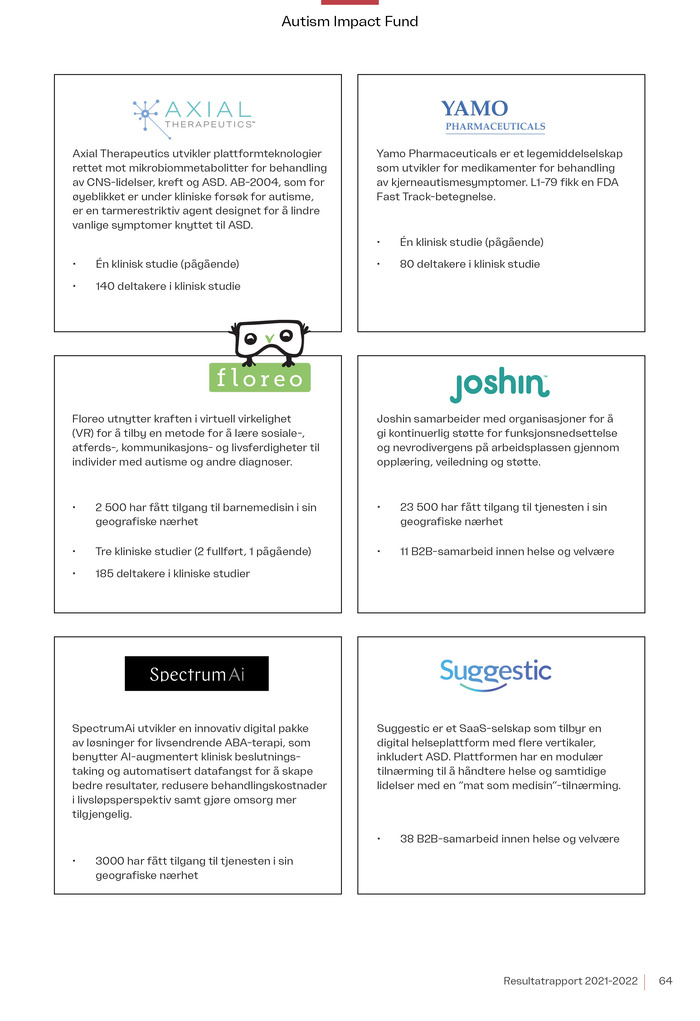 Autism Impact Fund
AXIAL
THERAPEUTICS™
Axial Therapeutics utvikler plattformteknologier
rettet mot mikrobiommetabolitter for behandling
av CNS-lidelser, kreft og ASD. AB-2004, som for
øyeblikket er under kliniske forsøk for autisme,
er en tarmerestriktiv agent designet for å lindre
vanlige symptomer knyttet til ASD.
• Én klinisk studie (pågående)
• 140 deltakere i klinisk studie
YAMO
PHARMACEUTICALS
Yamo Pharmaceuticals er et legemiddelselskap
som utvikler for medikamenter for behandling
av kjerneautismesymptomer. L1-79 fikk en FDA
Fast Track-betegnelse.
• Én klinisk studie (pågående)
• 80 deltakere i klinisk studie
floreo
Floreo utnytter kraften i virtuell virkelighet
(VR) for å tilby en metode for å lære sosiale-,
atferds-, kommunikasjons- og livsferdigheter til
individer med autisme og andre diagnoser.
• 2 500 har fått tilgang til barnemedisin i sin
geografiske nærhet
• Tre kliniske studier (2 fullført, 1 pågående)
• 185 deltakere i kliniske studier
joshin™
Joshin samarbeider med organisasjoner for å
gi kontinuerlig støtte for funksjonsnedsettelse
og nevrodivergens på arbeidsplassen gjennom
opplæring, veiledning og støtte.
• 23 500 har fått tilgang til tjenesten i sin
geografiske nærhet
• 11 B2B-samarbeid innen helse og velvære
Spectrum Ai
SpectrumAi utvikler en innovativ digital pakke
av løsninger for livsendrende ABA-terapi, som
benytter AI-augmentert klinisk beslutnings-
taking og automatisert datafangst for å skape
bedre resultater, redusere behandlingskostnader
i livsløpsperspektiv samt gjøre omsorg mer
tilgjengelig.
• 3000 har fått tilgang til tjenesten i sin
geografiske nærhet
Suggestic
Suggestic er et SaaS-selskap som tilbyr en
digital helseplattform med flere vertikaler,
inkludert ASD. Plattformen har en modulær
tilnærming til å håndtere helse og samtidige
lidelser med en “mat som medisin”-tilnærming.
• 38 B2B-samarbeid innen helse og velvære
Resultatrapport 2021-2022 64